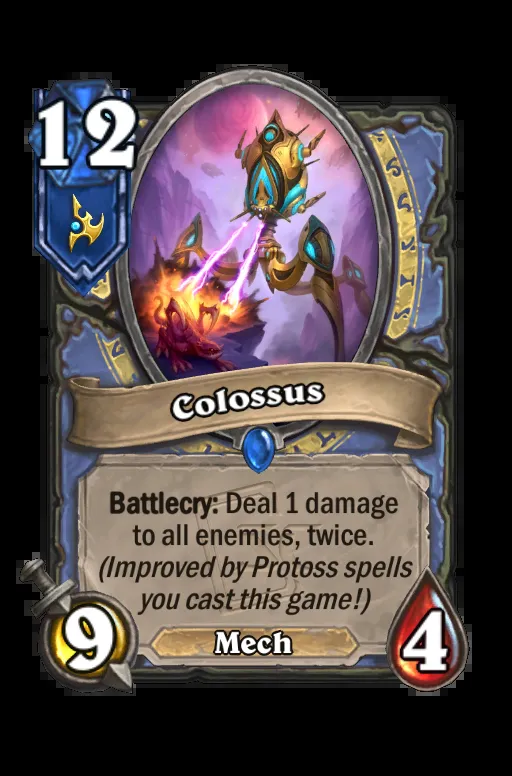 12
Colossus
Battlecry: Deal 1 damage
to all enemies, twice.
(Improved by Protoss spells
you cast this game!)
9
Mech
4